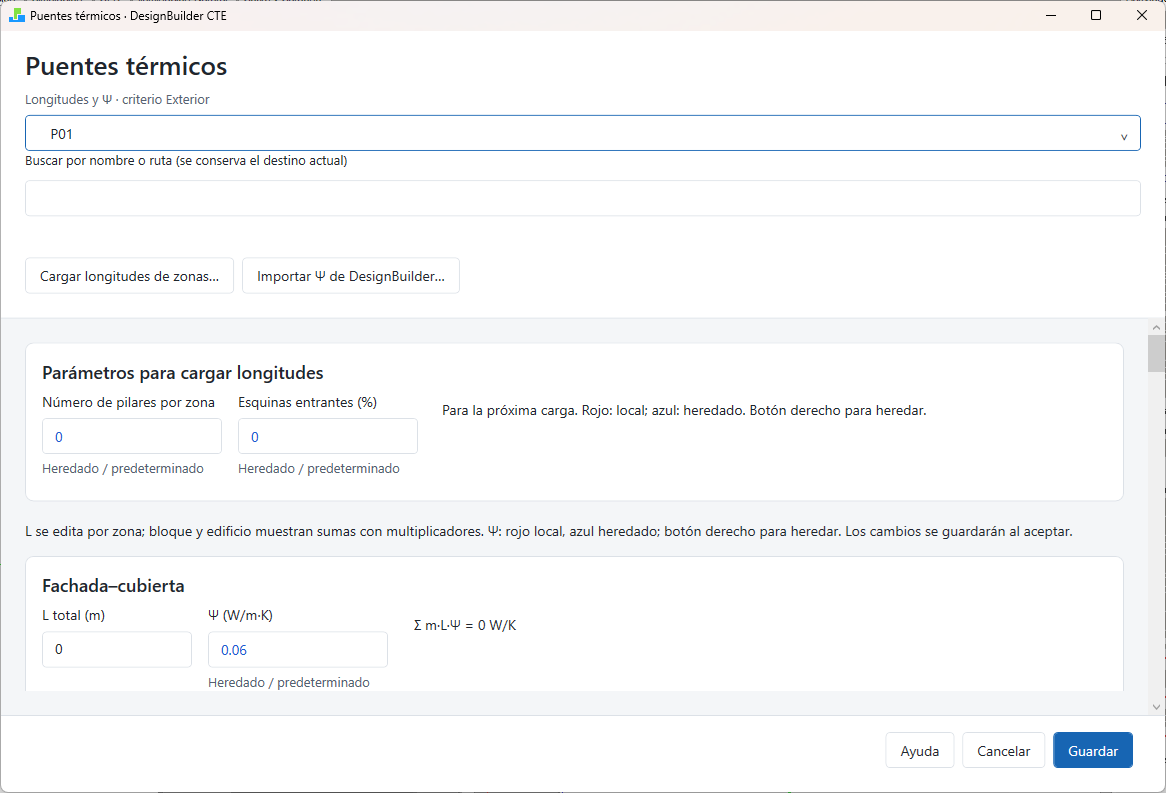 Puentes térmicos · DesignBuilder CTE
Puentes térmicos
Longitudes y Ψ · criterio Exterior
P01
Buscar por nombre o ruta (se conserva el destino actual)
Cargar longitudes de zonas...
Importar Ψ de DesignBuilder...
Parámetros para cargar longitudes
Número de pilares por zona
Esquinas entrantes (%)
Para la próxima carga. Rojo: local; azul: heredado. Botón derecho para heredar.
0
0
Heredado / predeterminado
Heredado / predeterminado
L se edita por zona; bloque y edificio muestran sumas con multiplicadores. Ψ: rojo local, azul heredado; botón derecho para heredar. Los cambios se guardarán al aceptar.
Fachada–cubierta
L total (m)
Ψ (W/m·K)
Σ m·L·Ψ = 0 W/K
0
0.06
Heredado / predeterminado
Ayuda
Cancelar
Guardar